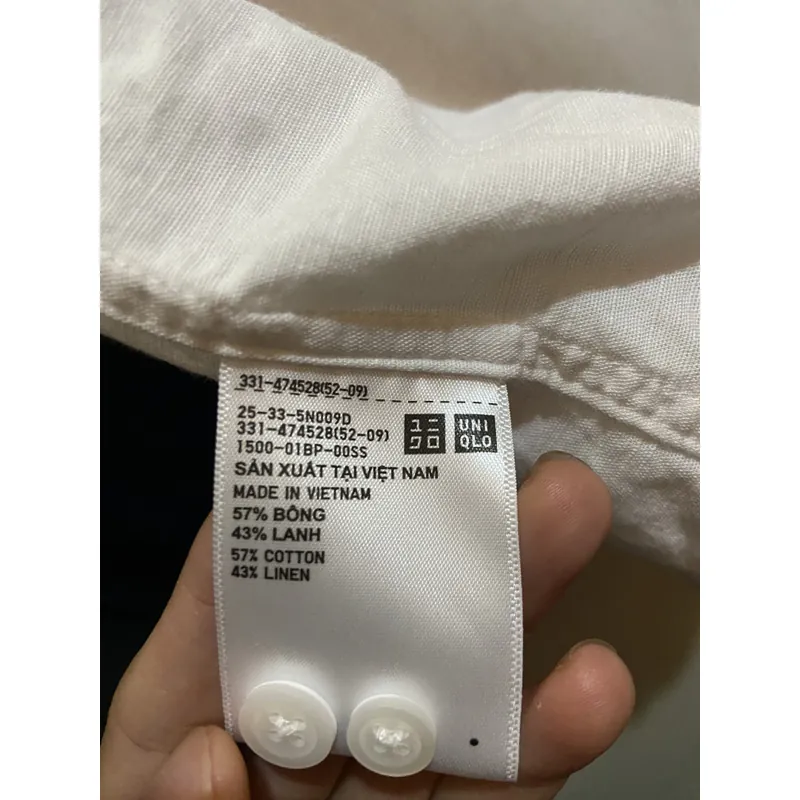 331-474528(52-09)
25-33-5N009D
331-474528(52-09)
1500-01BP-00SS
ユニ
クロ
UNI
QLO
SẢN XUẤT TẠI VIỆT NAM
MADE IN VIETNAM
57% BÔNG
43% LANH
57% COTTON
43% LINEN